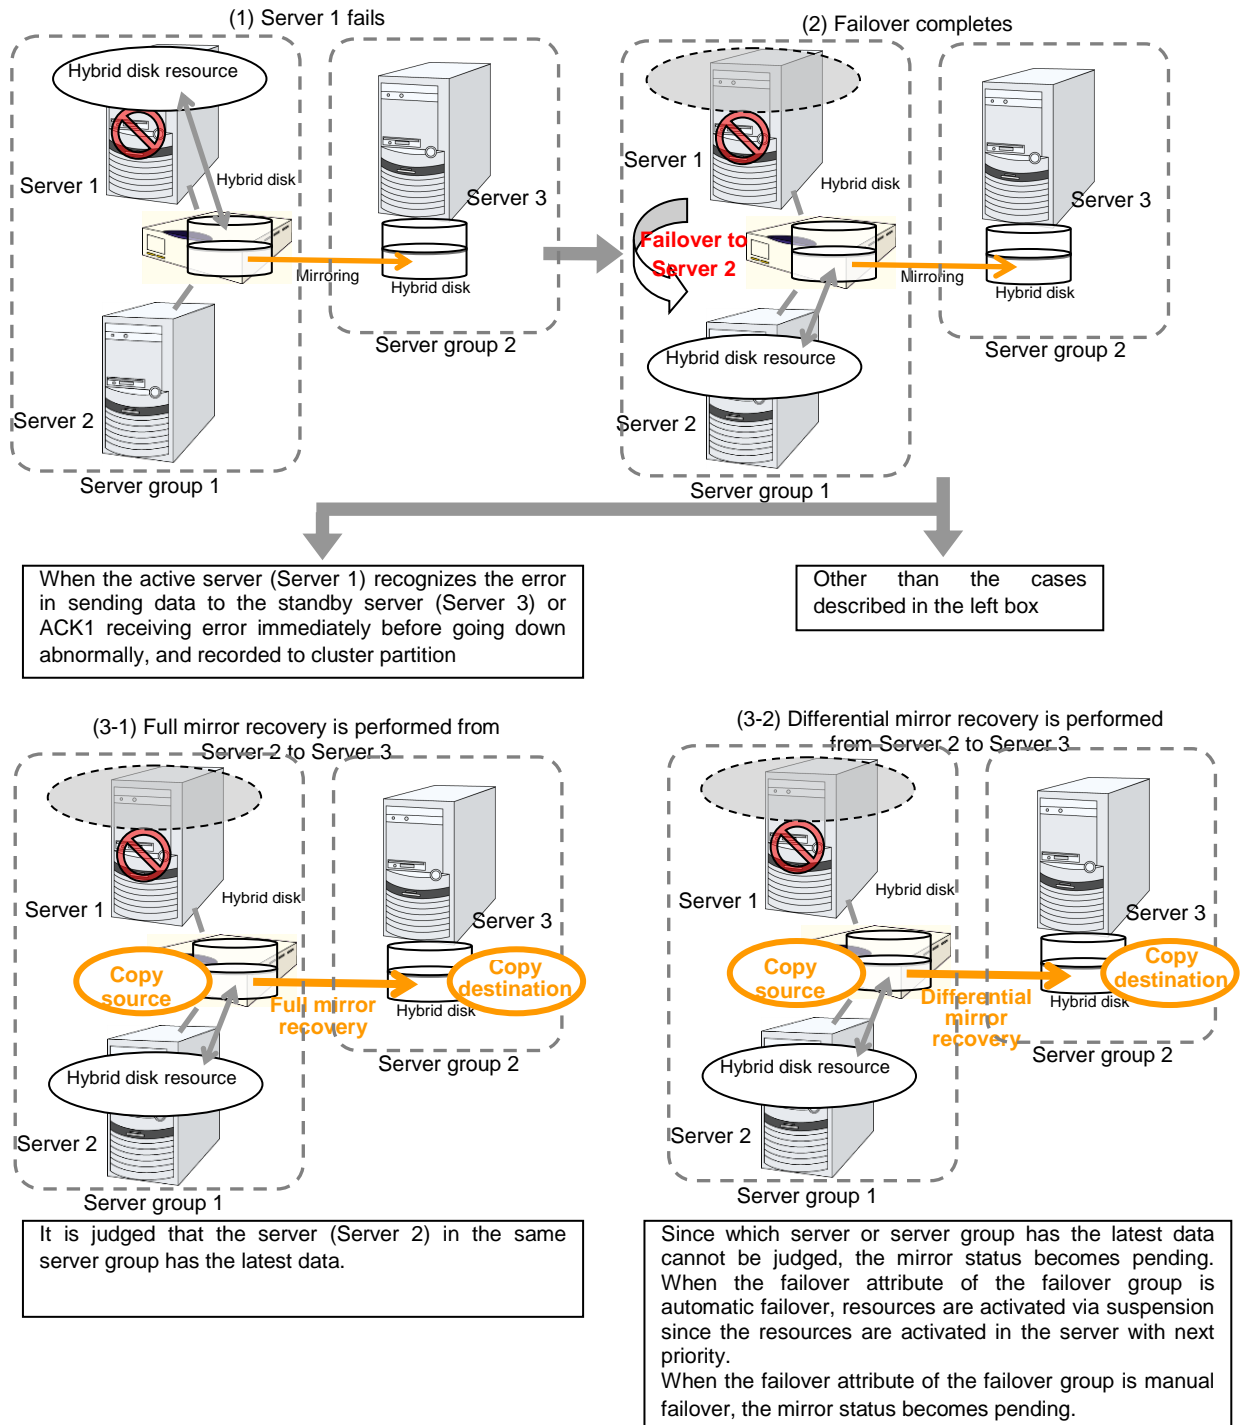 (1) Server 1 fails
Hybrid disk resource
Server 1
Hybrid disk
Server 3
Mirroring
Hybrid disk
Server group 2
Server 2
Server group 1
(2) Failover completes
Server 1
Hybrid disk
Server 3
Failover to
Server 2
Mirroring
Hybrid disk
Server group 2
Hybrid disk resource
Server 2
Server group 1
When the active server (Server 1) recognizes the error
in sending data to the standby server (Server 3) or
ACK1 receiving error immediately before going down
abnormally, and recorded to cluster partition
Other than the cases
described in the left box
(3-1) Full mirror recovery is performed from
Server 2 to Server 3
Server 1
Hybrid disk
Server 3
Copy
source
Copy
destination
Full mirror
recovery
Hybrid disk
Server group 2
Hybrid disk resource
Server 2
Server group 1
It is judged that the server (Server 2) in the same
server group has the latest data.
(3-2) Differential mirror recovery is performed
from Server 2 to Server 3
Server 1
Hybrid disk
Server 3
Copy
source
Copy
destination
Differential
mirror
recovery
Hybrid disk
Server group 2
Hybrid disk resource
Server 2
Server group 1
Since which server or server group has the latest data
cannot be judged, the mirror status becomes pending.
When the failover attribute of the failover group is
automatic failover, resources are activated via suspension
since the resources are activated in the server with next
priority.
When the failover attribute of the failover group is manual
failover, the mirror status becomes pending.